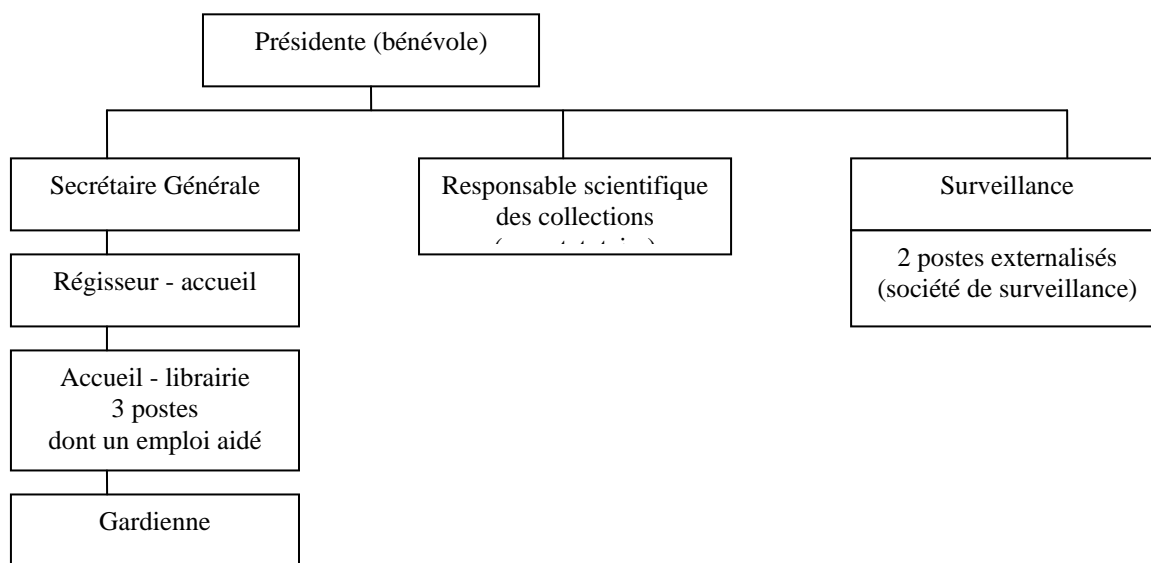 Présidente (bénévole)
Secrétaire Générale
Responsable scientifique
des collections
Surveillance
2 postes externalisés
(société de surveillance)
Régisseur - accueil
Accueil - librairie
3 postes
dont un emploi aidé
Gardienne